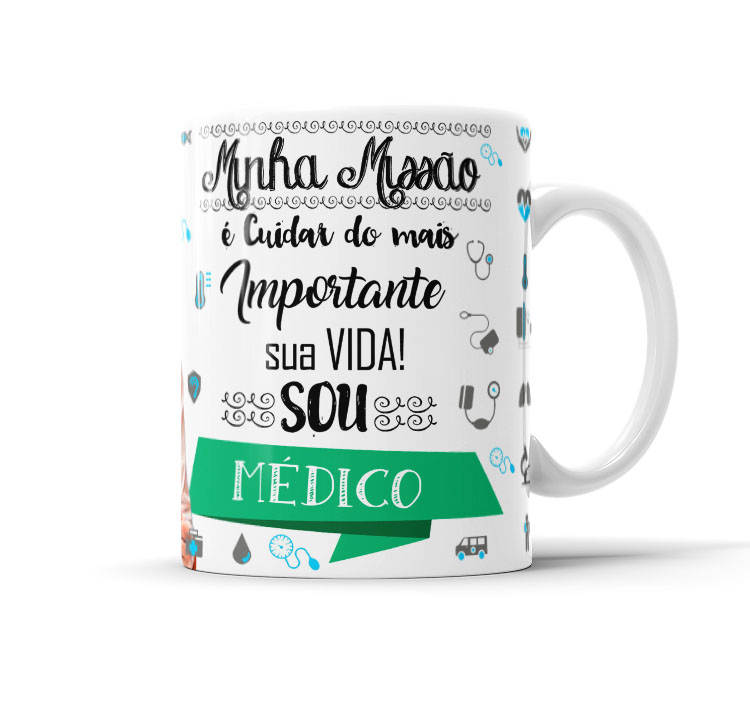 Minha Missão
é Cuidar do mais
Importante
sua VIDA!
SOU
MÉDICO